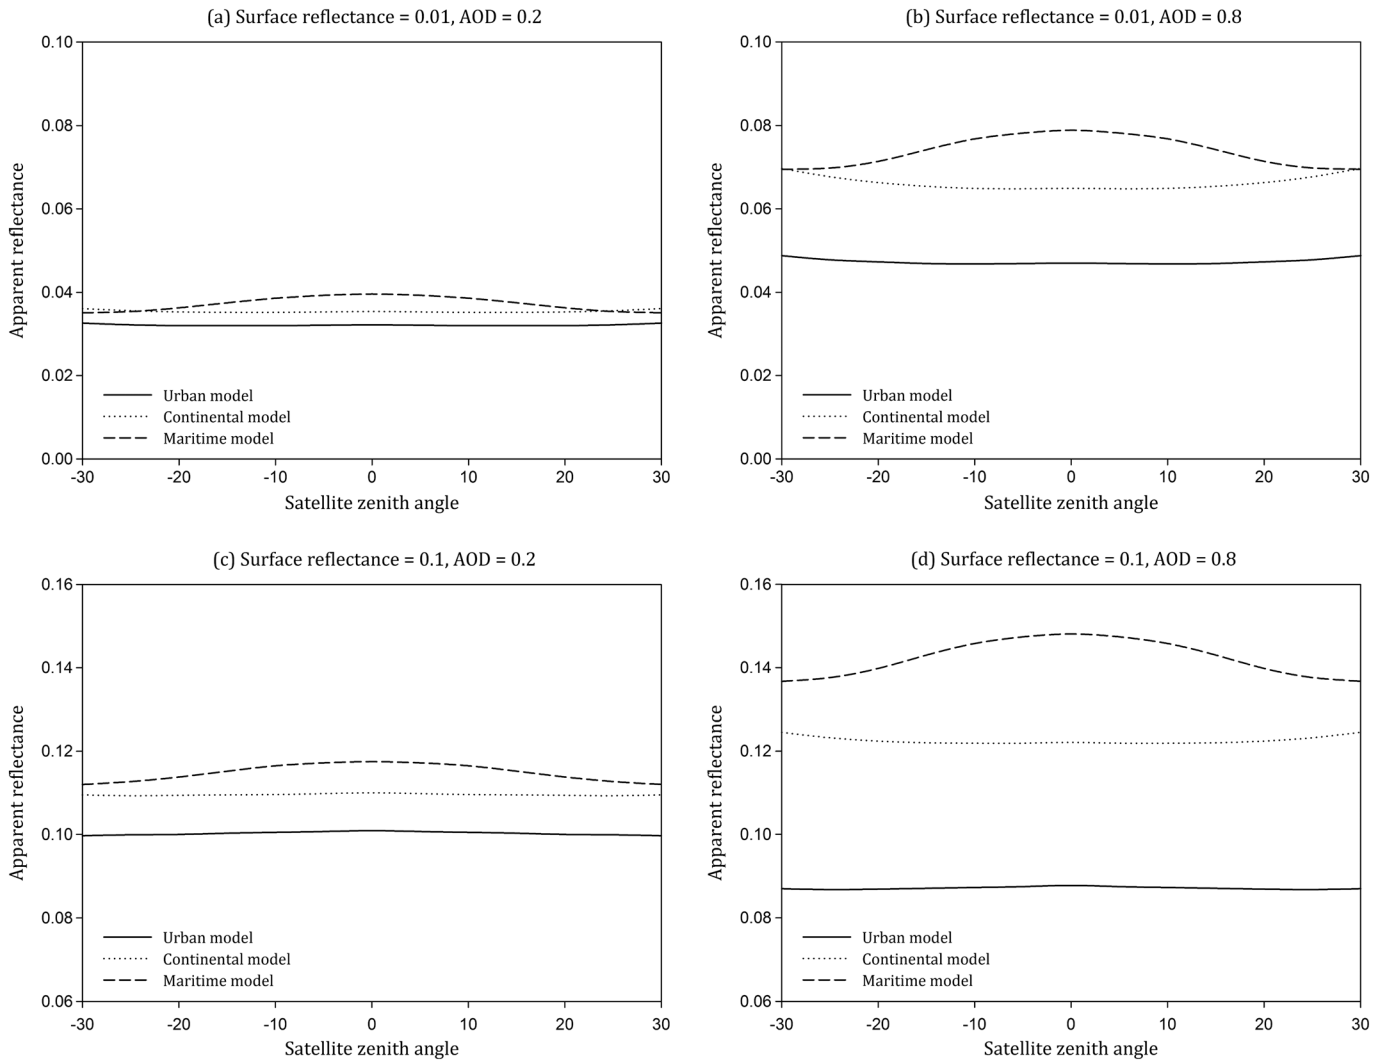 (a) Surface reflectance = 0.01, AOD = 0.2
0.10
0.08
0.06
0.04
0.02
0.00
Apparent reflectance
Urban model
Continental model
Maritime model
-30 -20 -10 0 10 20 30
Satellite zenith angle
(b) Surface reflectance = 0.01, AOD = 0.8
0.10
0.08
0.06
0.04
0.02
0.00
Apparent reflectance
Urban model
Continental model
Maritime model
-30 -20 -10 0 10 20 30
Satellite zenith angle
(c) Surface reflectance = 0.1, AOD = 0.2
0.16
0.14
0.12
0.10
0.08
0.06
Apparent reflectance
Urban model
Continental model
Maritime model
-30 -20 -10 0 10 20 30
Satellite zenith angle
(d) Surface reflectance = 0.1, AOD = 0.8
0.16
0.14
0.12
0.10
0.08
0.06
Apparent reflectance
Urban model
Continental model
Maritime model
-30 -20 -10 0 10 20 30
Satellite zenith angle